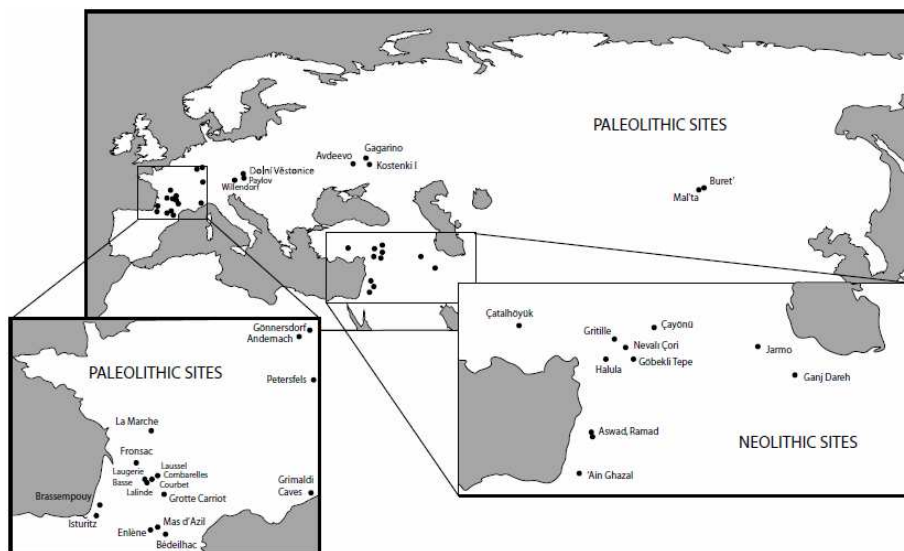 PALEOLITHIC SITES
Gagarino
Avdeevo
Kostenki I
Dolní Věstonice
Pavlov
Willendorf
Buret'
Mal'ta
Gönnersdorf
Andernach
PALEOLITHIC SITES
Petersfels
La Marche
Fronsac
Laugerie
Basse
Laussel
Combarelles
Courbet
Lalinde
Grotte Carriot
Grimaldi
Caves
Brassempouy
Isturitz
Mas d'Azil
Enlène
Bédeilhac
Çatalhöyük
Gritille
Çayönü
Nevalı Çori
Göbekli Tepe
Halula
Jarmo
Ganj Dareh
Aswad, Ramad
'Ain Ghazal
NEOLITHIC SITES